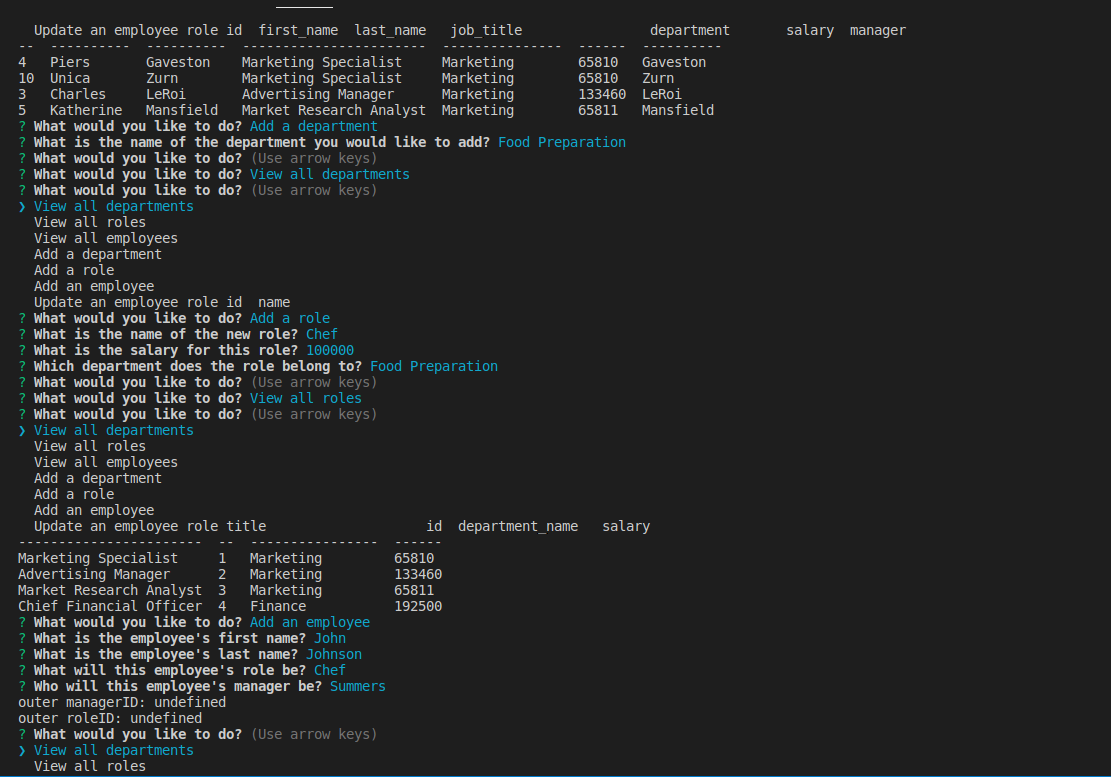 Update an employee role id  first_name  last_name   job_title                department       salary  manager
--  ----------  ----------  -----------------------  ---------------  ------  ----------
4   Piers       Gaveston    Marketing Specialist     Marketing        65810   Gaveston
10  Unica       Zurn        Marketing Specialist     Marketing        65810   Zurn
3   Charles     LeRoi       Advertising Manager      Marketing        133460  LeRoi
5   Katherine   Mansfield   Market Research Analyst  Marketing        65811   Mansfield
? What would you like to do? Add a department
? What is the name of the department you would like to add? Food Preparation
? What would you like to do? (Use arrow keys)
? What would you like to do? View all departments
? What would you like to do? (Use arrow keys)
❯ View all departments
  View all roles
  View all employees
  Add a department
  Add a role
  Add an employee
  Update an employee role id  name
? What would you like to do? Add a role
? What is the name of the new role? Chef
? What is the salary for this role? 100000
? Which department does the role belong to? Food Preparation
? What would you like to do? (Use arrow keys)
? What would you like to do? View all roles
? What would you like to do? (Use arrow keys)
❯ View all departments
  View all roles
  View all employees
  Add a department
  Add a role
  Add an employee
  Update an employee role title                    id  department_name   salary
-----------------------  --  ----------------  ------
Marketing Specialist     1   Marketing         65810
Advertising Manager      2   Marketing         133460
Market Research Analyst  3   Marketing         65811
Chief Financial Officer  4   Finance           192500
? What would you like to do? Add an employee
? What is the employee's first name? John
? What is the employee's last name? Johnson
? What will this employee's role be? Chef
? Who will this employee's manager be? Summers
outer managerID: undefined
outer roleID: undefined
? What would you like to do? (Use arrow keys)
❯ View all departments
  View all roles